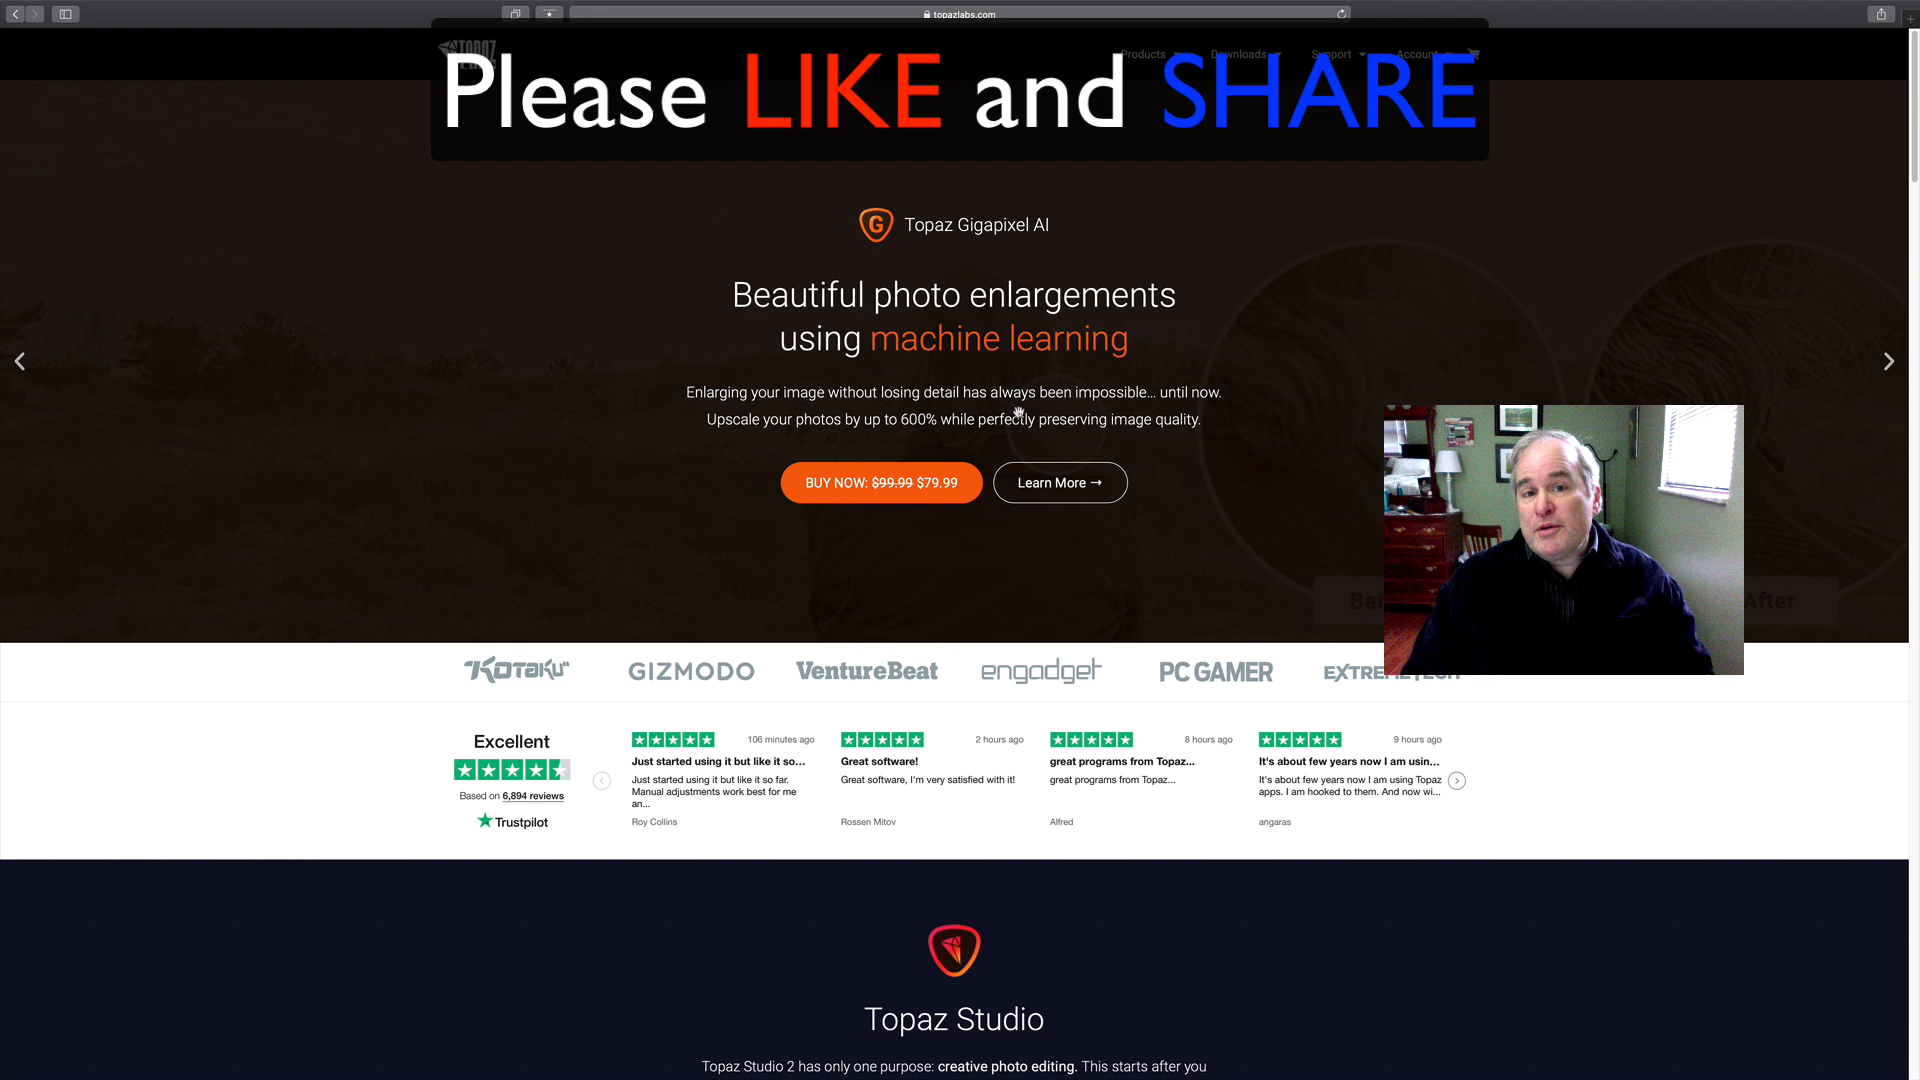 topazlabs.com
TOPAZ
Products Downloads Support Account
Please LIKE and SHARE
G Topaz Gigapixel AI
Beautiful photo enlargements
using machine learning
Enlarging your image without losing detail has always been impossible... until now.
Upscale your photos by up to 600% while perfectly preserving image quality.
BUY NOW: $99.99 $79.99 Learn More →
After
KOTAKU GIZMODO VentureBeat engadget PC GAMER
Excellent
Based on 6,894 reviews
Trustpilot
106 minutes ago
Just started using it but like it so...
Just started using it but like it so far.
Manual adjustments work best for me
an...
Roy Collins
2 hours ago
Great software!
Great software, I'm very satisfied with it!
Rossen Mitov
8 hours ago
great programs from Topaz...
great programs from Topaz...
Alfred
9 hours ago
It's about few years now I am usin...
It's about few years now I am using Topaz
apps. I am hooked to them. And now wi...
angaras
Topaz Studio
Topaz Studio 2 has only one purpose: creative photo editing. This starts after you